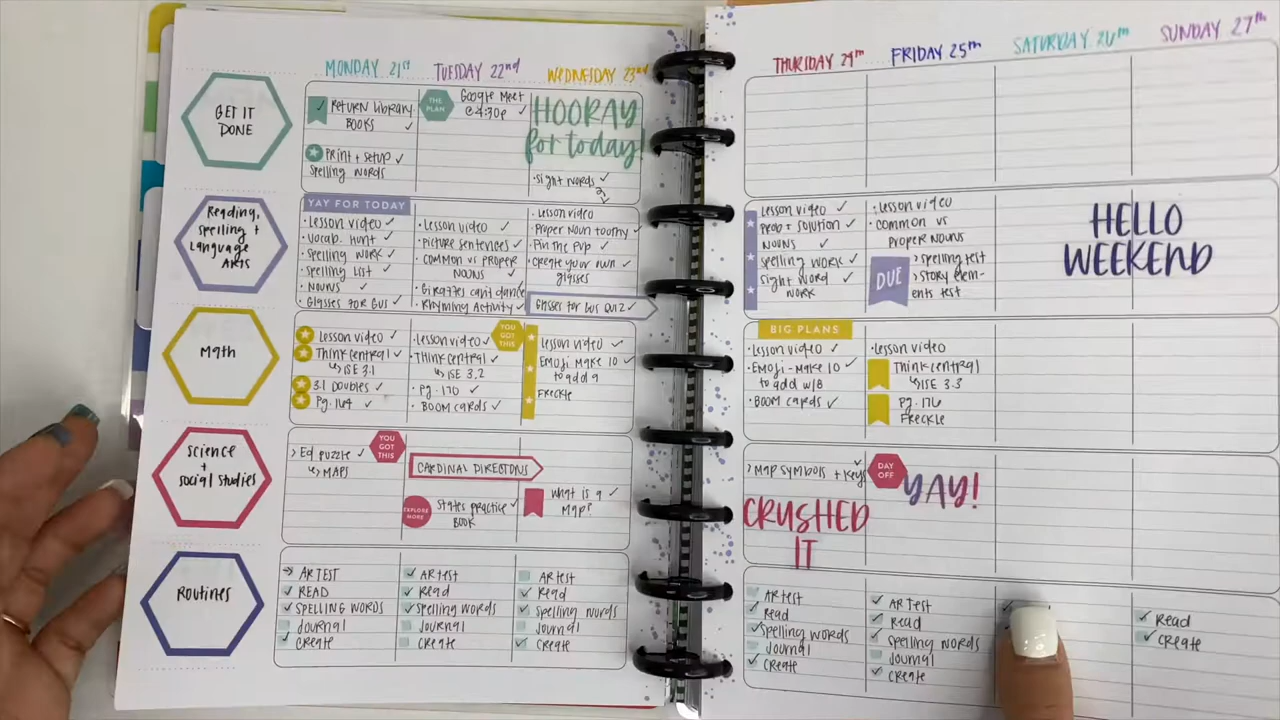 MONDAY 21st
TUESDAY 22nd
WEDNESDAY 23rd
THURSDAY 24th
FRIDAY 25th
SATURDAY 26th
SUNDAY 27th
GET IT
DONE
Return library
books
Print + setup
spelling words
THE
PLAN
Google Meet
@ 4:30p
HOORAY
for today!
• sight words
Reading,
spelling +
Language
Arts
YAY FOR TODAY
• Lesson video
• Vocab. Hunt
• Spelling work
• spelling list
• Nouns
• Glasses for Gus
• Lesson video
• Picture sentences
• Common vs proper
nouns
• Giraffes can't dance
Rhyming Activity
• Lesson video
• Proper Noun toothy
• Pin the Pup
• Create your own
glasses
Glasses for Gus Quiz
Lesson video
Prob + solution
Nouns
spelling work
sight word
work
• Lesson video
• common vs
Proper Nouns
DUE
> spelling test
> story elem-
ents test
HELLO
WEEKEND
Math
Lesson video
Think Central
↳ISE 3.1
3.1 Doubles
Pg. 164
• Lesson video
• Think Central
↳ISE 3.2
• Pg. 170
• BOOM cards
YOU
GOT
THIS
Lesson video
Emoji Make 10
to add 9
Freckle
BIG PLANS
• Lesson video
• Emoji - Make 10
to add w/8
• BOOM cards
• Lesson video
Think Central
↳ISE 3.3
Pg. 176
Freckle
Science
+
social studies
> Ed puzzle
↳ MAPS
YOU
GOT
THIS
CARDINAL DIRECTIONS
EXPLORE
MORE
States practice
book
What is a
Map?
> Map symbols + keys
CRUSHED
IT
DAY
OFF
YAY!
Routines
AR TEST
READ
SPELLING WORDS
Journal
create
AR test
Read
spelling words
Journal
Create
AR test
Read
spelling words
Journal
Create
AR test
Read
spelling words
Journal
Create
AR Test
Read
spelling words
Journal
Create
Read
Create